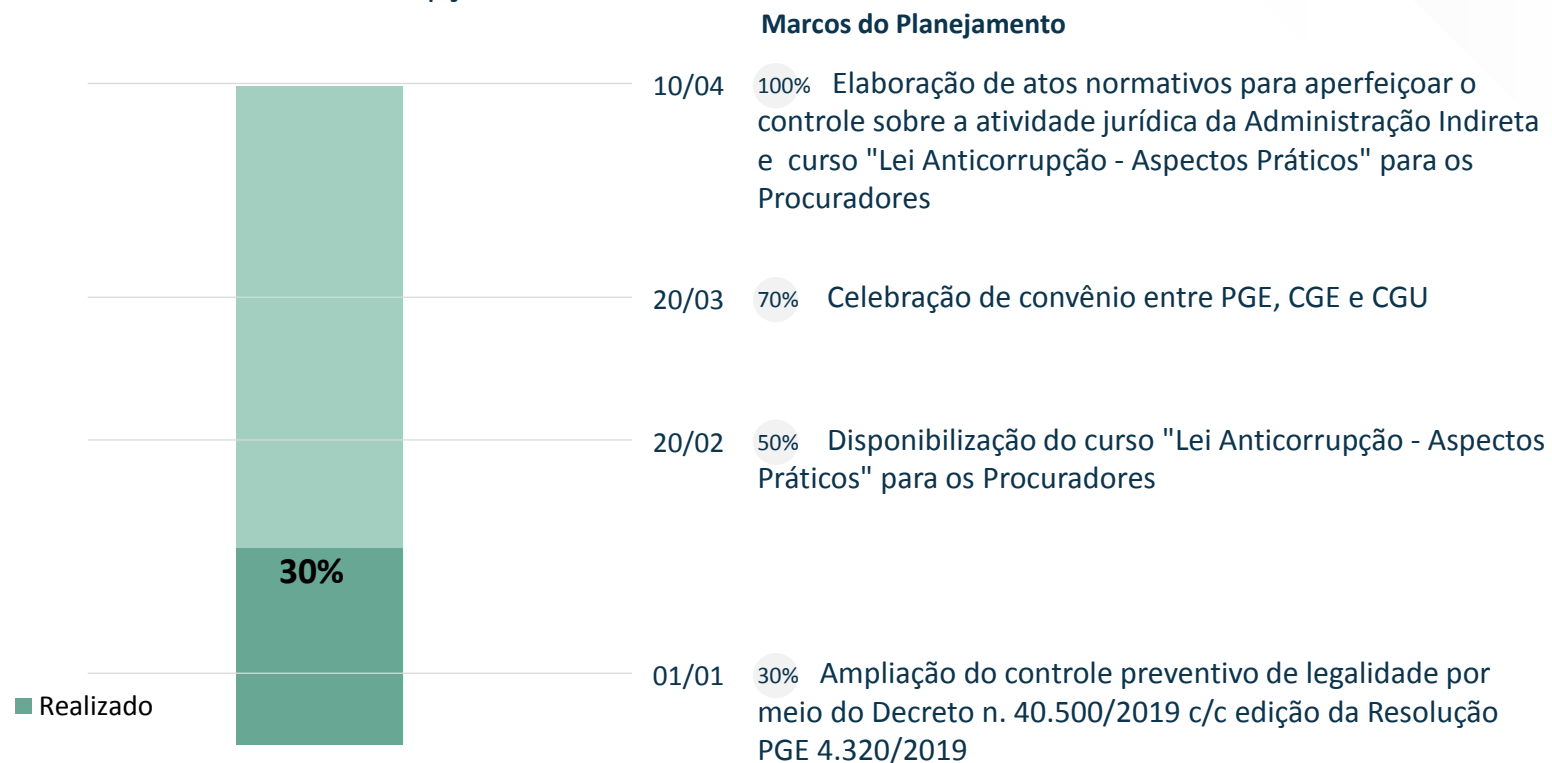 Marcos do Planejamento
10/04 100% Elaboração de atos normativos para aperfeiçoar o
controle sobre a atividade jurídica da Administração Indireta
e curso "Lei Anticorrupção - Aspectos Práticos" para os
Procuradores
20/03 70% Celebração de convênio entre PGE, CGE e CGU
20/02 50% Disponibilização do curso "Lei Anticorrupção - Aspectos
Práticos" para os Procuradores
30%
01/01 30% Ampliação do controle preventivo de legalidade por
meio do Decreto n. 40.500/2019 c/c edição da Resolução
PGE 4.320/2019
Realizado